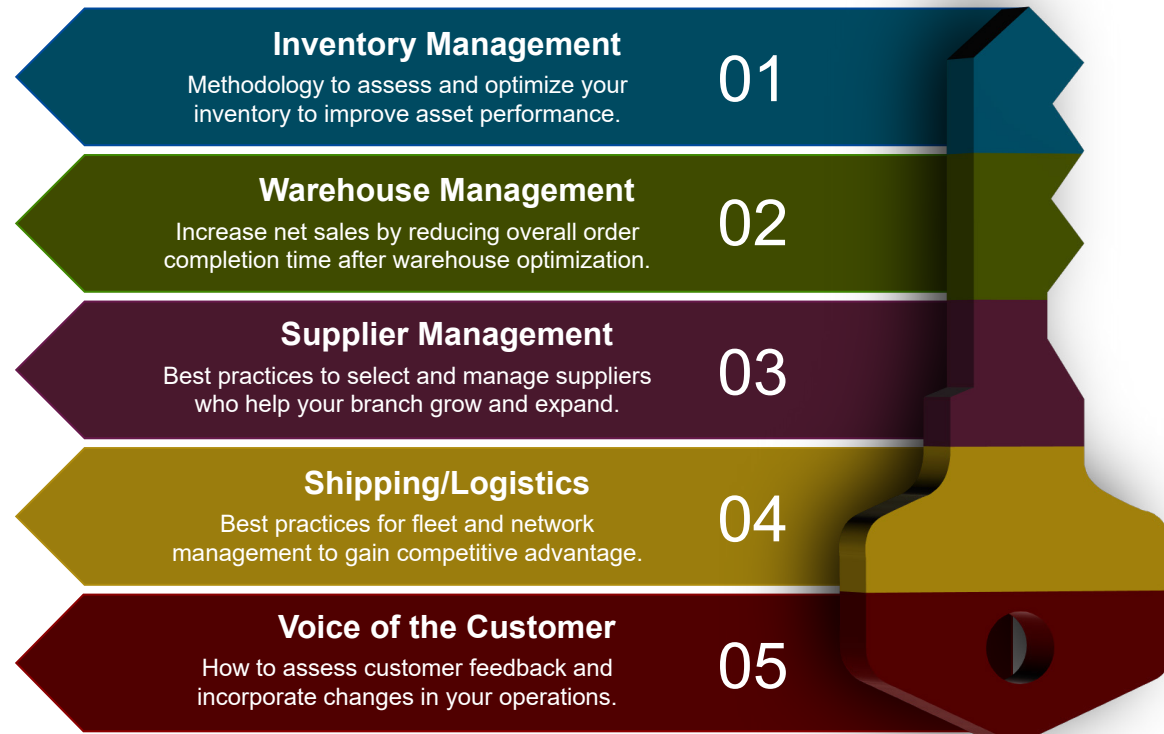 Inventory Management
Methodology to assess and optimize your
inventory to improve asset performance.
01
Warehouse Management
Increase net sales by reducing overall order
completion time after warehouse optimization.
02
Supplier Management
Best practices to select and manage suppliers
who help your branch grow and expand.
03
Shipping/Logistics
Best practices for fleet and network
management to gain competitive advantage.
04
Voice of the Customer
How to assess customer feedback and
incorporate changes in your operations.
05